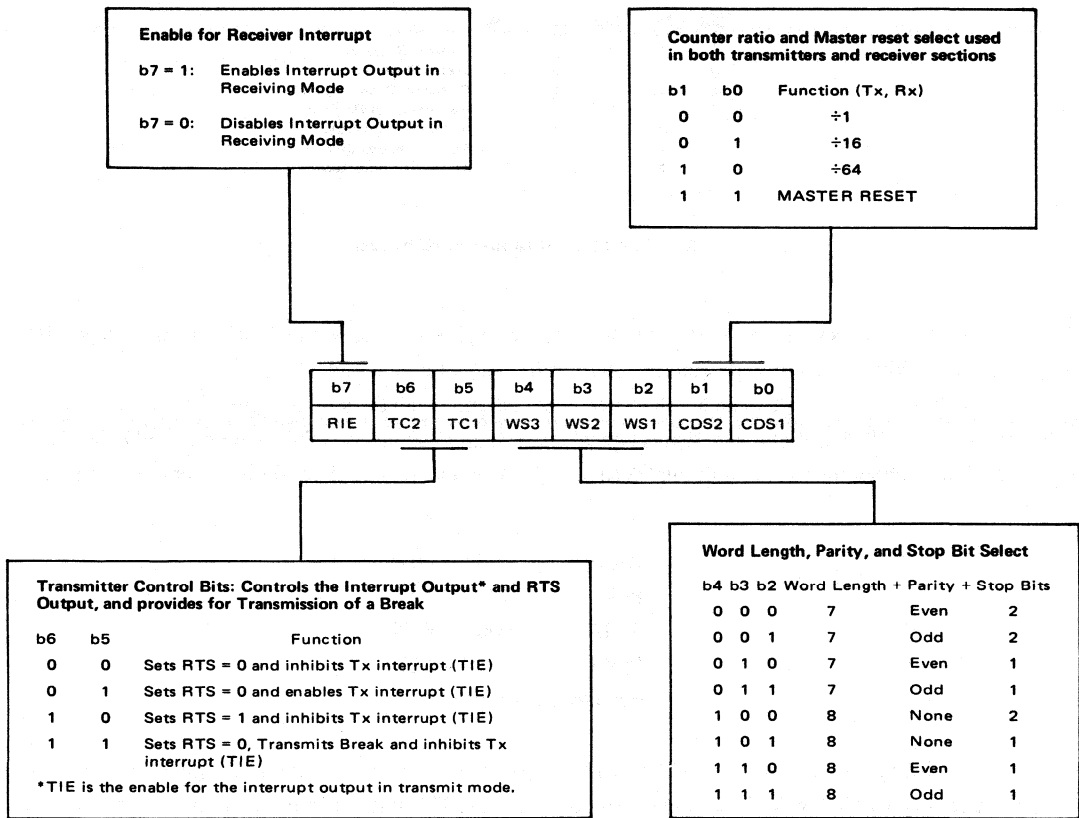 Enable for Receiver Interrupt
b7 = 1: Enables Interrupt Output in
Receiving Mode
b7 = 0: Disables Interrupt Output in
Receiving Mode
Counter ratio and Master reset select used
in both transmitters and receiver sections
b1 b0 Function (Tx, Rx)
0 0 ÷1
0 1 ÷16
1 0 ÷64
1 1 MASTER RESET
b7 b6 b5 b4 b3 b2 b1 b0
RIE TC2 TC1 WS3 WS2 WS1 CDS2 CDS1
Transmitter Control Bits: Controls the Interrupt Output* and RTS
Output, and provides for Transmission of a Break
b6 b5 Function
0 0 Sets RTS = 0 and inhibits Tx interrupt (TIE)
0 1 Sets RTS = 0 and enables Tx interrupt (TIE)
1 0 Sets RTS = 1 and inhibits Tx interrupt (TIE)
1 1 Sets RTS = 0, Transmits Break and inhibits Tx
interrupt (TIE)
*TIE is the enable for the interrupt output in transmit mode.
Word Length, Parity, and Stop Bit Select
b4 b3 b2 Word Length + Parity + Stop Bits
0 0 0 7 Even 2
0 0 1 7 Odd 2
0 1 0 7 Even 1
0 1 1 7 Odd 1
1 0 0 8 None 2
1 0 1 8 None 1
1 1 0 8 Even 1
1 1 1 8 Odd 1